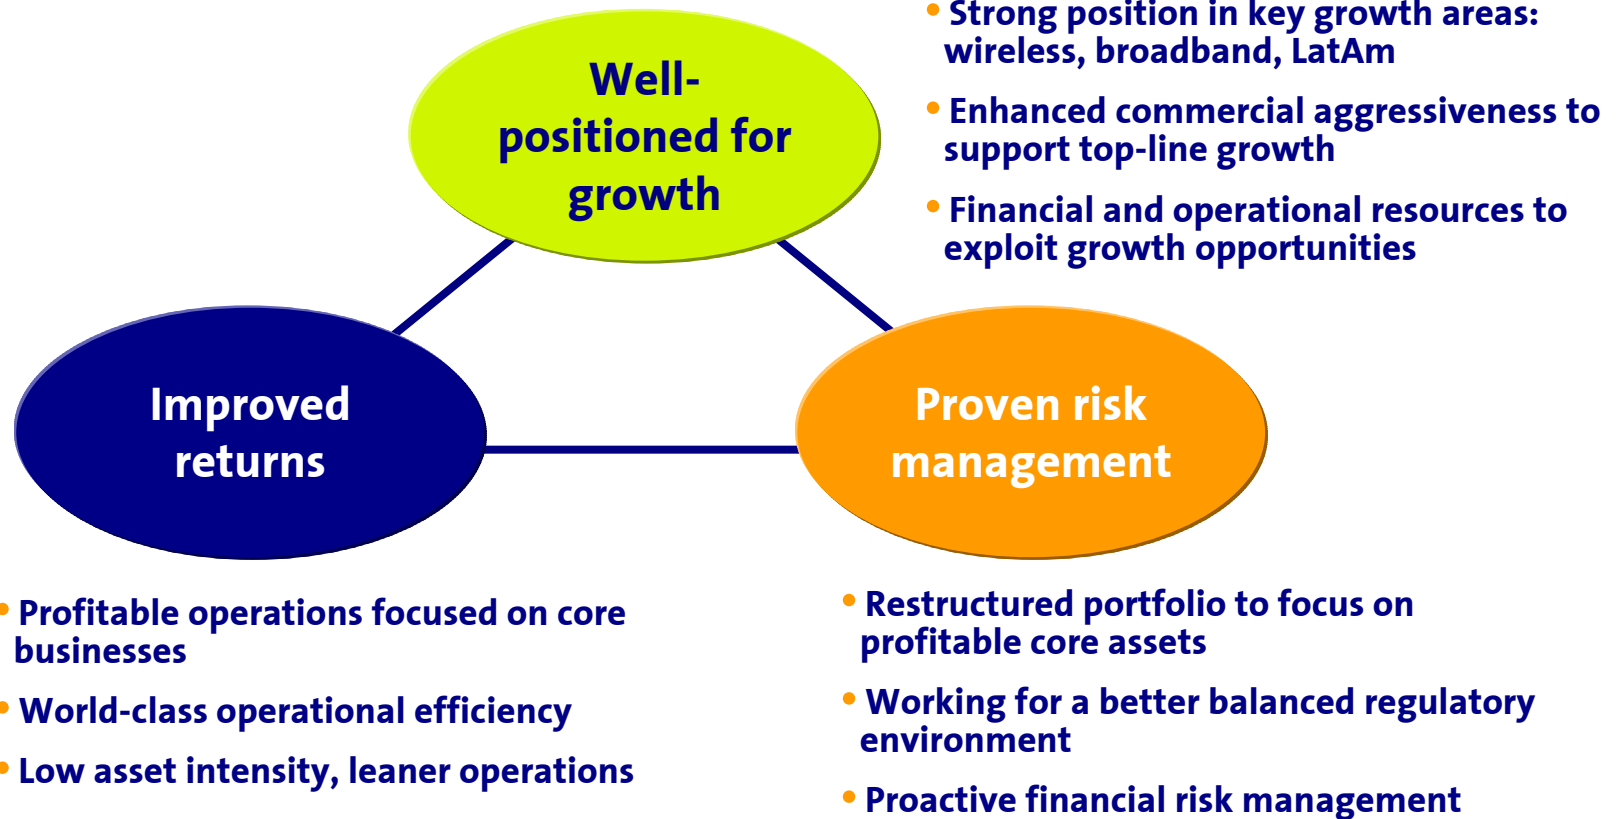 Well-
positioned for
growth
• Strong position in key growth areas:
wireless, broadband, LatAm
• Enhanced commercial aggressiveness to
support top-line growth
• Financial and operational resources to
exploit growth opportunities
Improved
returns
Proven risk
management
• Profitable operations focused on core
businesses
• World-class operational efficiency
• Low asset intensity, leaner operations
• Restructured portfolio to focus on
profitable core assets
• Working for a better balanced regulatory
environment
• Proactive financial risk management